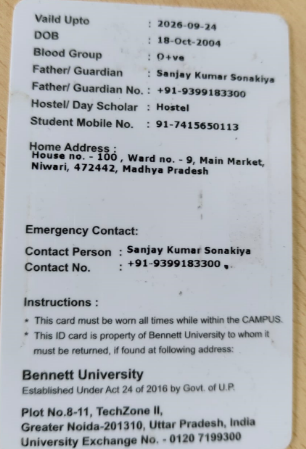 Vaild Upto : 2026-09-24
DOB : 18-Oct-2004
Blood Group : O+ve
Father/ Guardian : Sanjay Kumar Sonakiya
Father/ Guardian No. : +91-9399183300
Hostel/ Day Scholar : Hostel
Student Mobile No. : 91-7415650113
Home Address :
House no. - 100 , Ward no. - 9, Main Market,
Niwari, 472442, Madhya Pradesh
Emergency Contact:
Contact Person : Sanjay Kumar Sonakiya
Contact No. : +91-9399183300 ,
Instructions :
* This card must be worn all times while within the CAMPUS.
* This ID card is property of Bennett University to whom it
must be returned, if found at following address:
Bennett University
Established Under Act 24 of 2016 by Govt. of U.P.
Plot No.8-11, TechZone II,
Greater Noida-201310, Uttar Pradesh, India
University Exchange No. - 0120 7199300